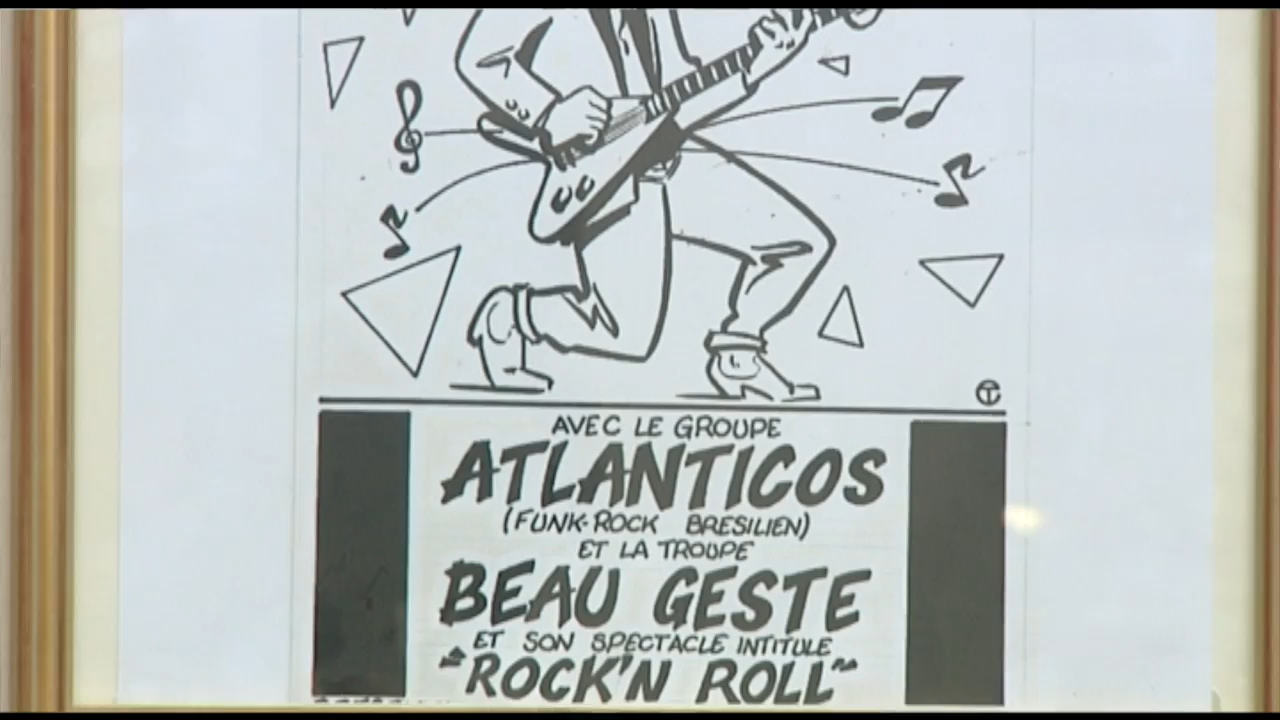 AVEC LE GROUPE
ATLANTICOS
(FUNK-ROCK BRESILIEN)
ET LA TROUPE
BEAU GESTE
ET SON SPECTACLE INTITULE
"ROCK'N ROLL"